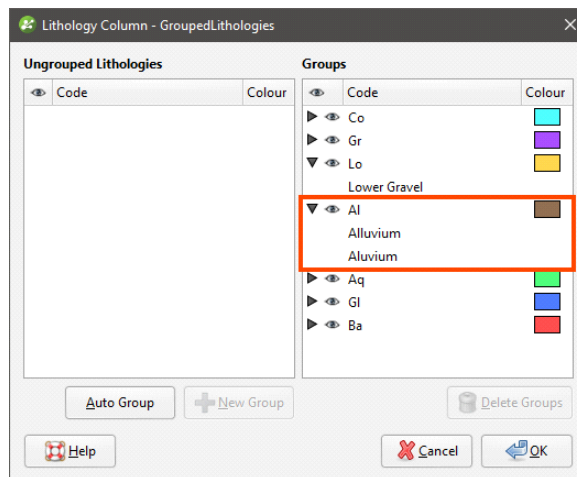 Lithology Column - GroupedLithologies
Ungrouped Lithologies
Groups
Code Colour
Code Colour
Co
Gr
Lo
Lower Gravel
Al
Alluvium
Aluvium
Aq
Gl
Ba
Auto Group
New Group
Delete Groups
Help
Cancel
OK